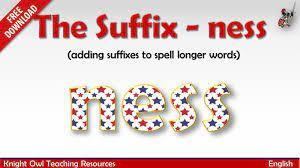 FREE
DOWNLOAD
The Suffix - ness
(adding suffixes to spell longer words)
ness
Knight Owl Teaching Resources
English